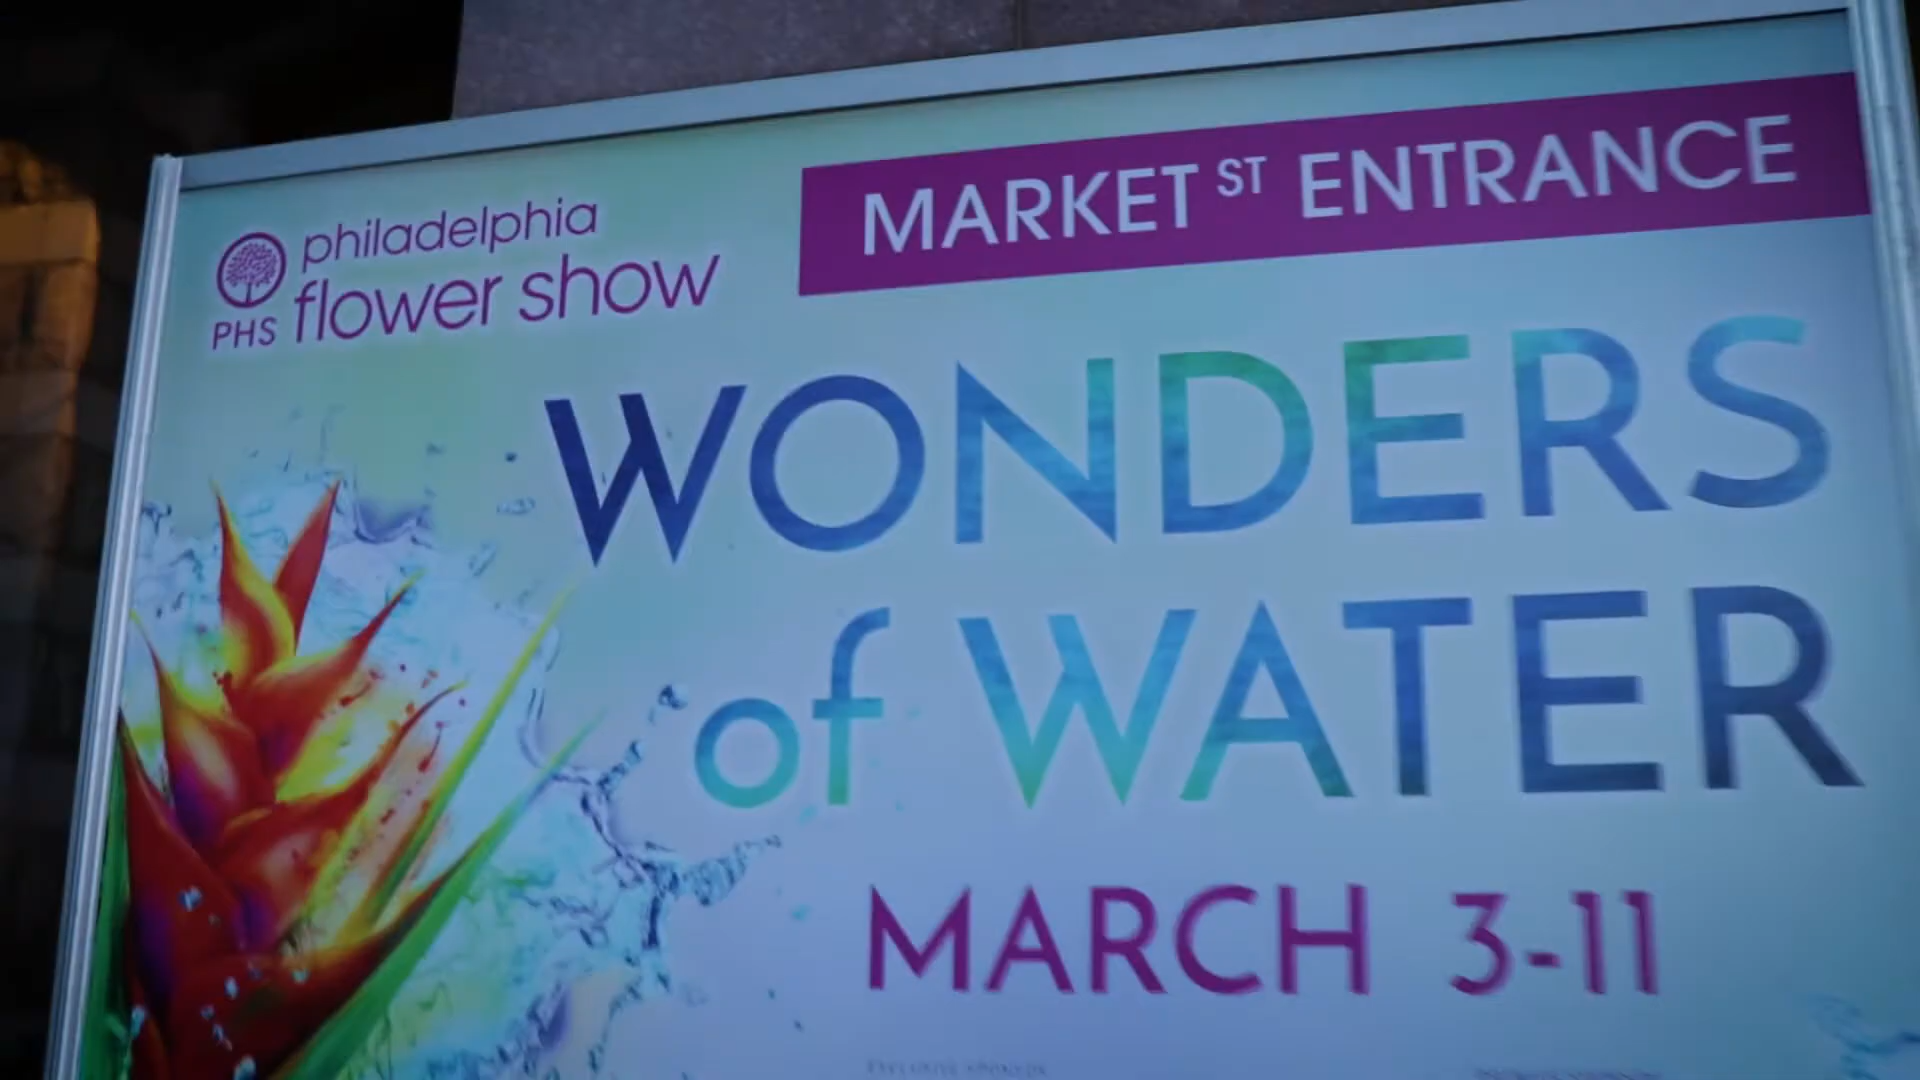 philadelphia
PHS flower show
MARKET ST ENTRANCE
WONDERS
of WATER
MARCH 3-11